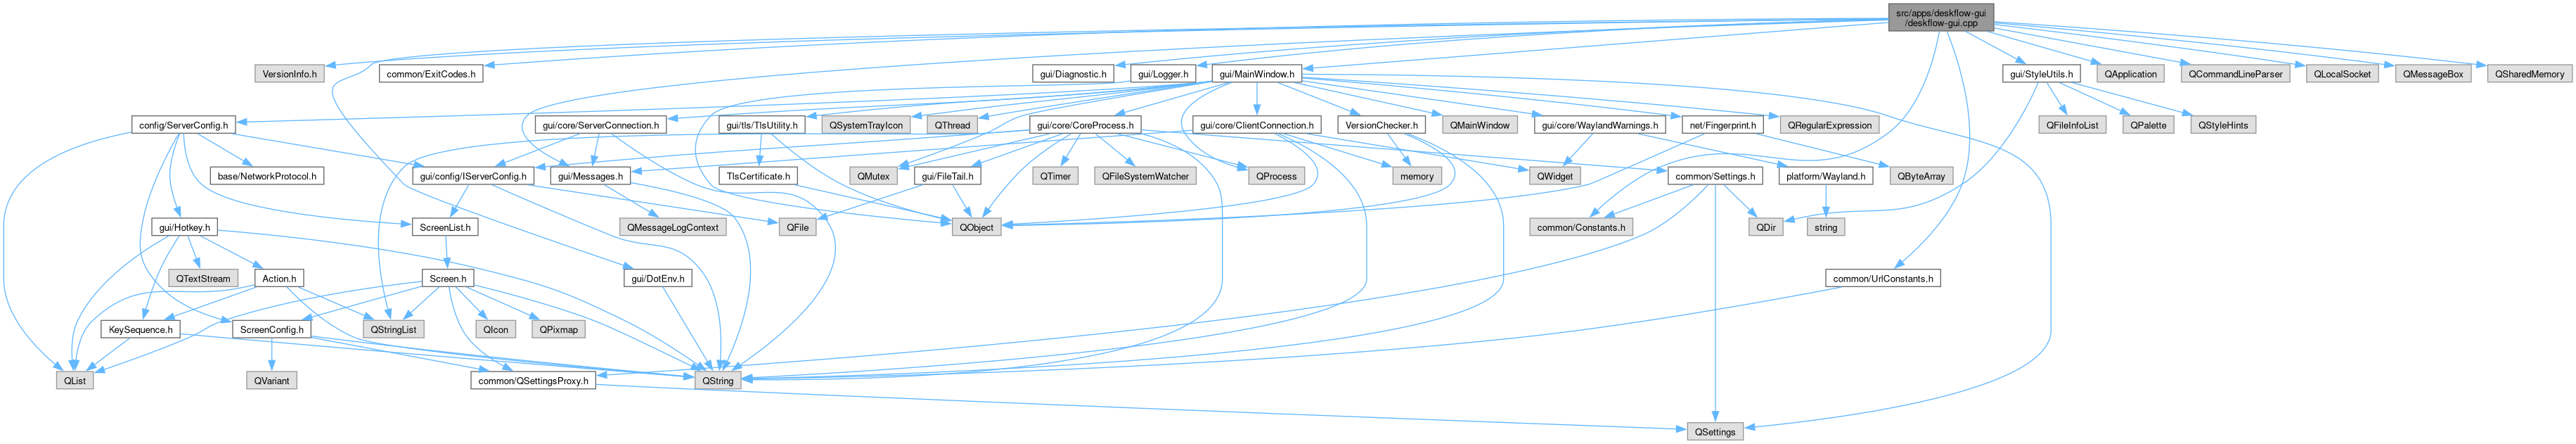 src/apps/deskflow-gui
/deskflow-gui.cpp
VersionInfo.h
common/ExitCodes.h
gui/Diagnostic.h
gui/Logger.h
gui/MainWindow.h
gui/StyleUtils.h
QApplication
QCommandLineParser
QLocalSocket
QMessageBox
QSharedMemory
config/ServerConfig.h
gui/core/ServerConnection.h
gui/tls/TlsUtility.h
QSystemTrayIcon
QThread
gui/core/CoreProcess.h
gui/core/ClientConnection.h
VersionChecker.h
QMainWindow
gui/core/WaylandWarnings.h
net/Fingerprint.h
QRegularExpression
QFileInfoList
QPalette
QStyleHints
base/NetworkProtocol.h
gui/config/IServerConfig.h
gui/Messages.h
TlsCertificate.h
QMutex
gui/FileTail.h
QTimer
QFileSystemWatcher
QProcess
memory
QWidget
common/Settings.h
platform/Wayland.h
QByteArray
gui/Hotkey.h
ScreenList.h
QMessageLogContext
QFile
QObject
common/Constants.h
QDir
string
QTextStream
Action.h
Screen.h
gui/DotEnv.h
common/UrlConstants.h
KeySequence.h
ScreenConfig.h
QStringList
QIcon
QPixmap
QList
QVariant
common/QSettingsProxy.h
QString
QSettings